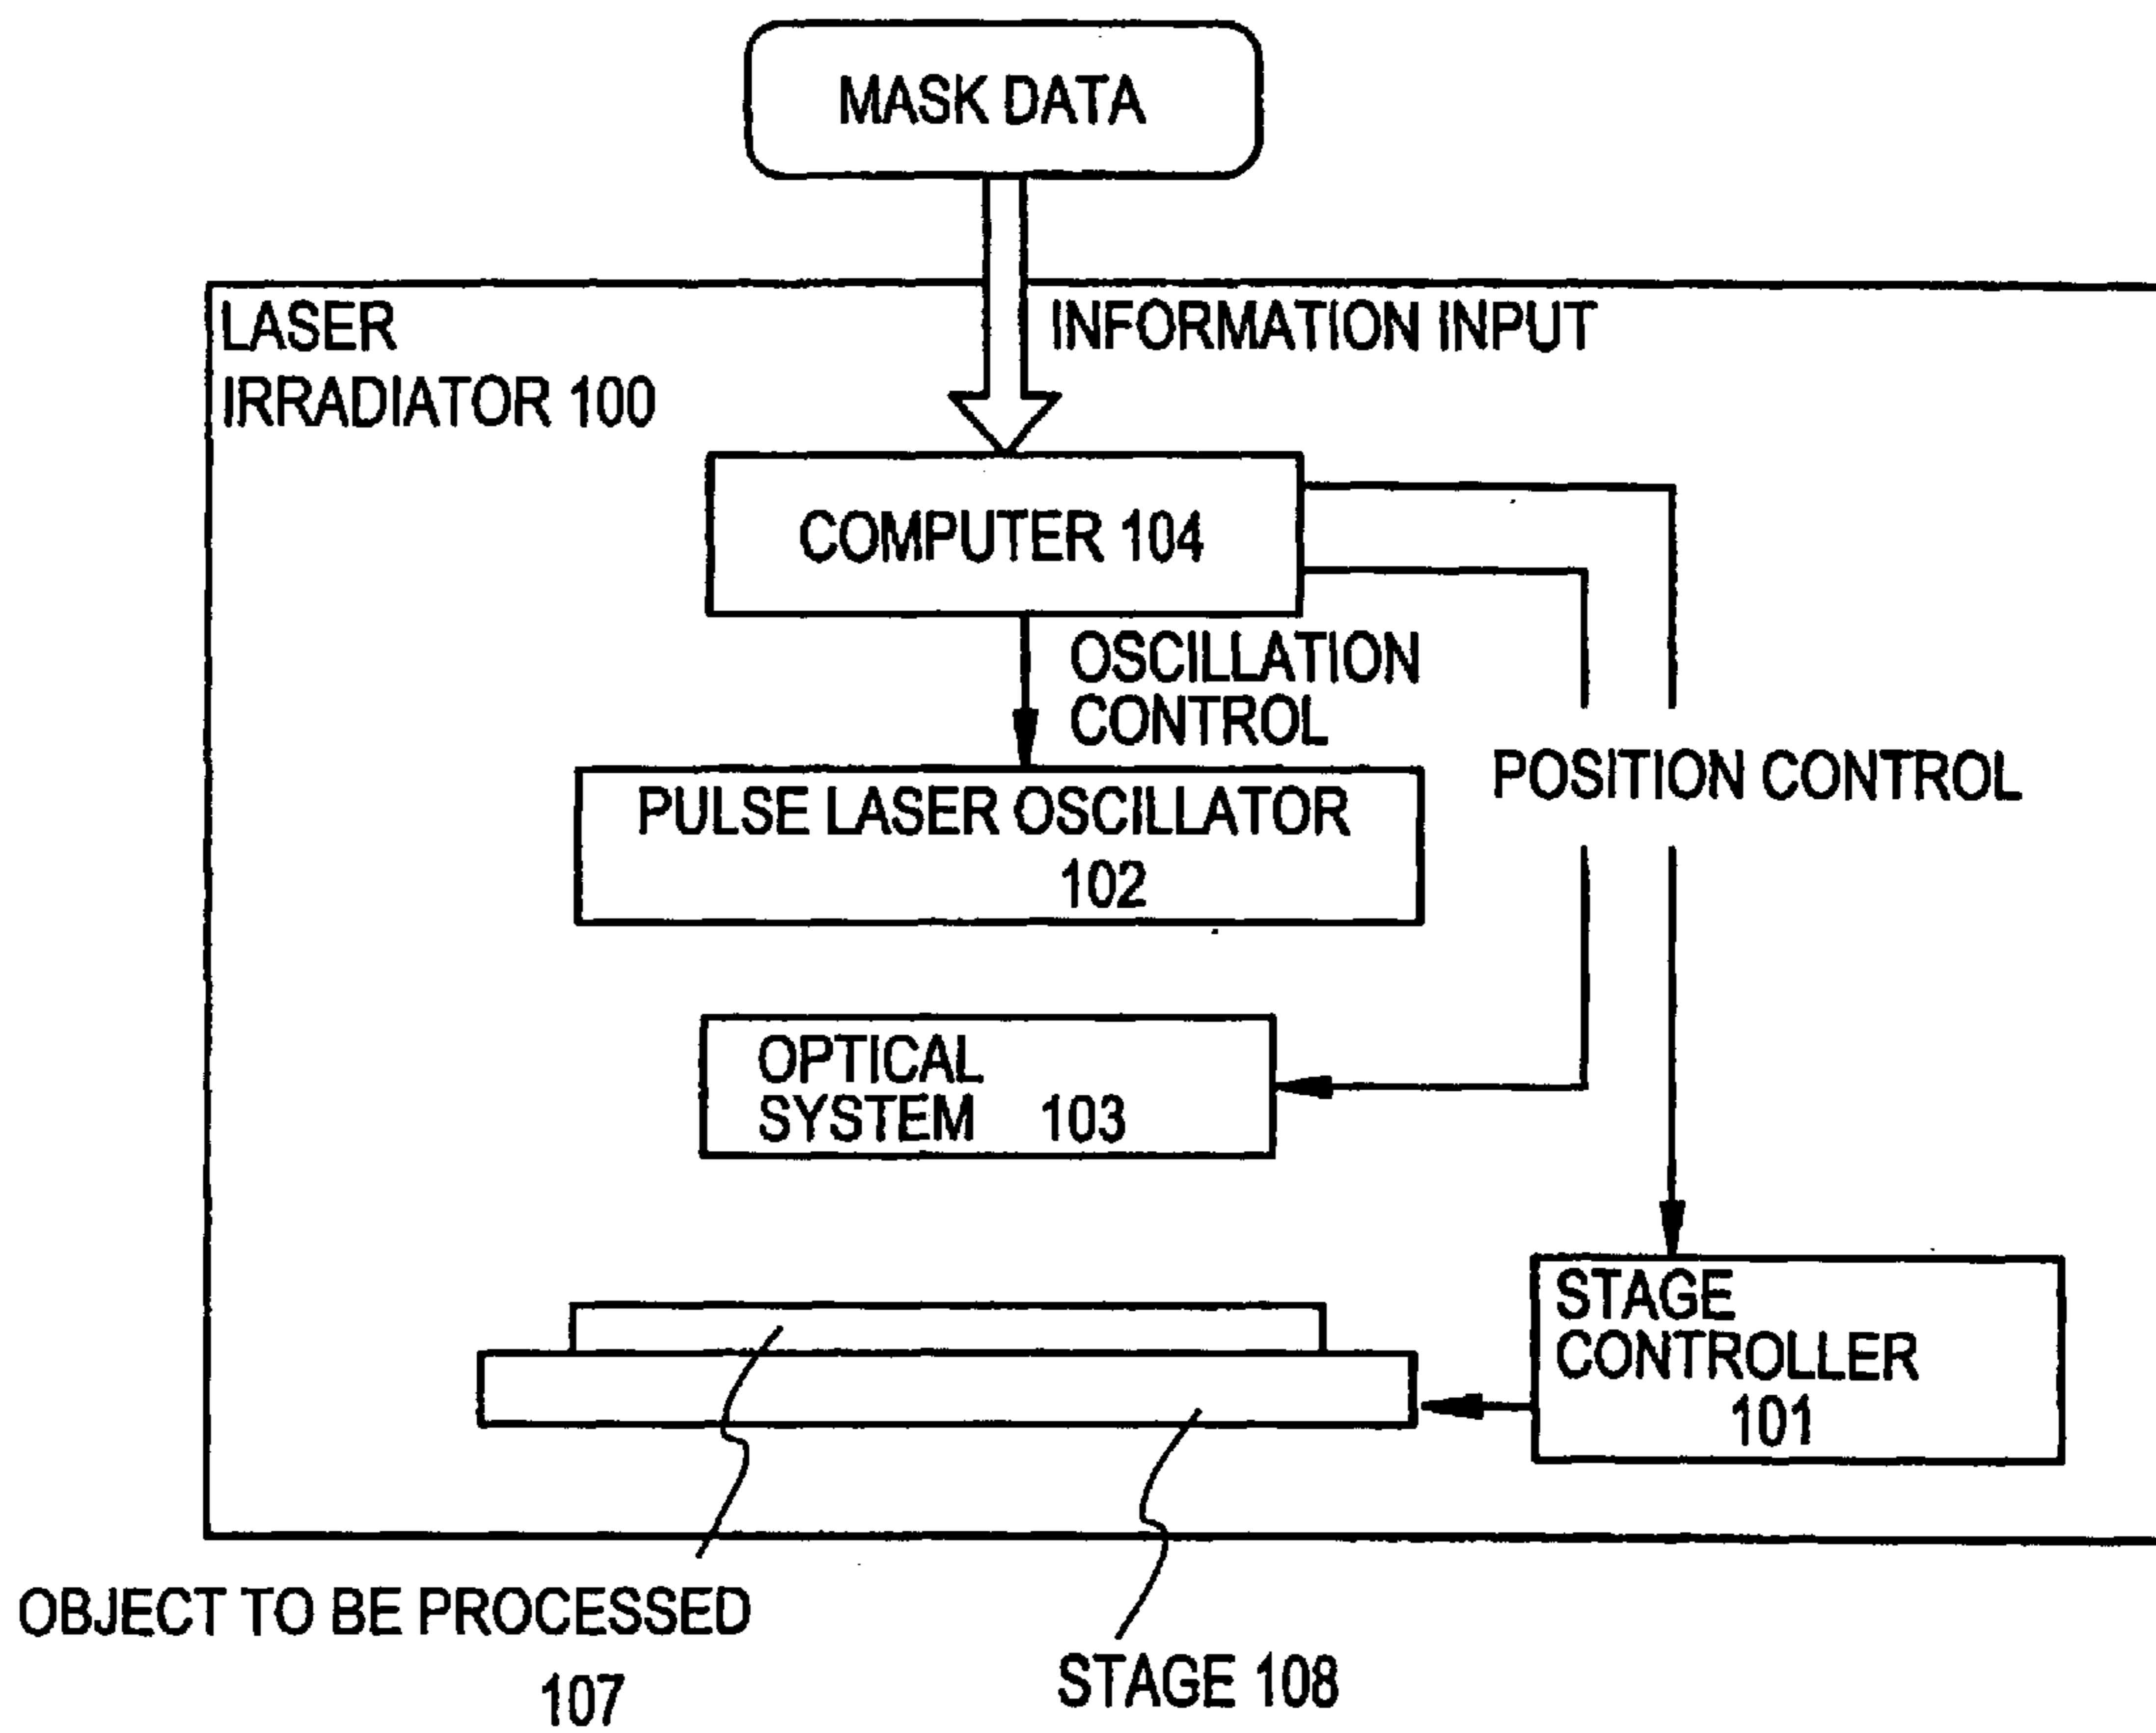 MASK DATA
LASER
IRRADIATOR 100
INFORMATION INPUT
COMPUTER 104
OSCILLATION
CONTROL
POSITION CONTROL
PULSE LASER OSCILLATOR
102
OPTICAL
SYSTEM 103
STAGE
CONTROLLER
101
OBJECT TO BE PROCESSED
107
STAGE 108